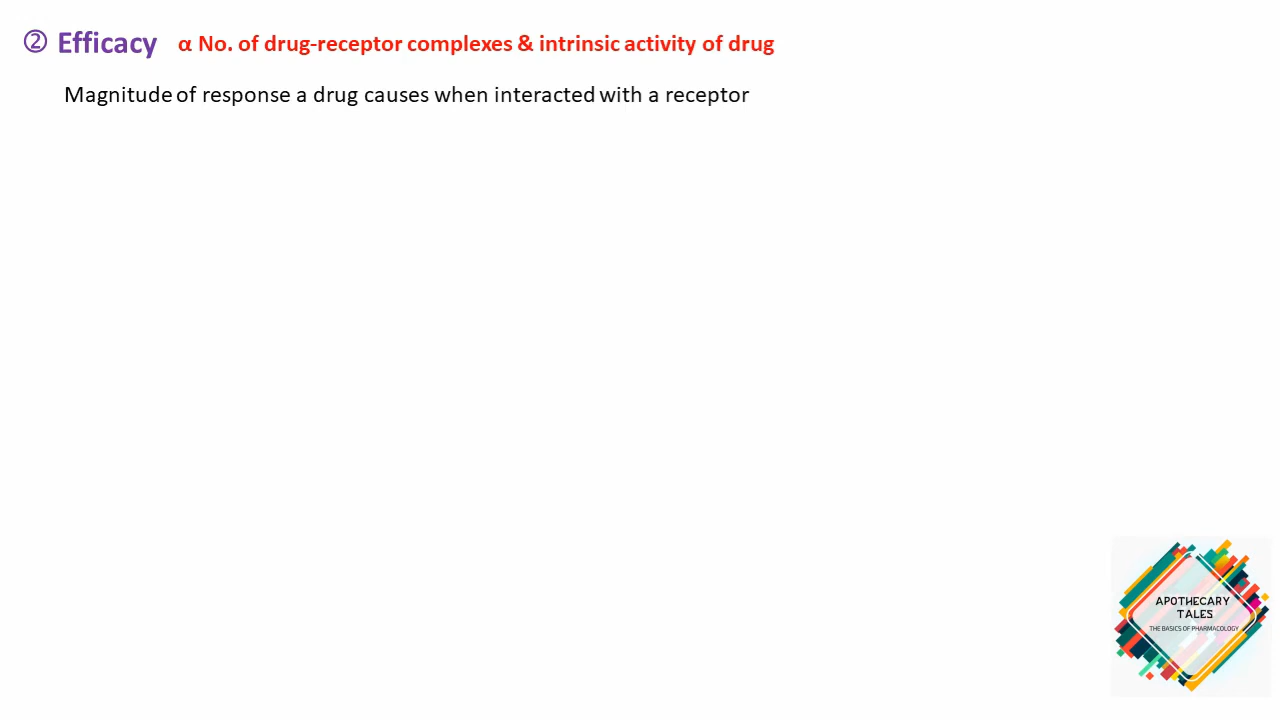 ② Efficacy α No. of drug-receptor complexes & intrinsic activity of drug
Magnitude of response a drug causes when interacted with a receptor
APOTHECARY
TALES
THE BASICS OF PHARMACOLOGY